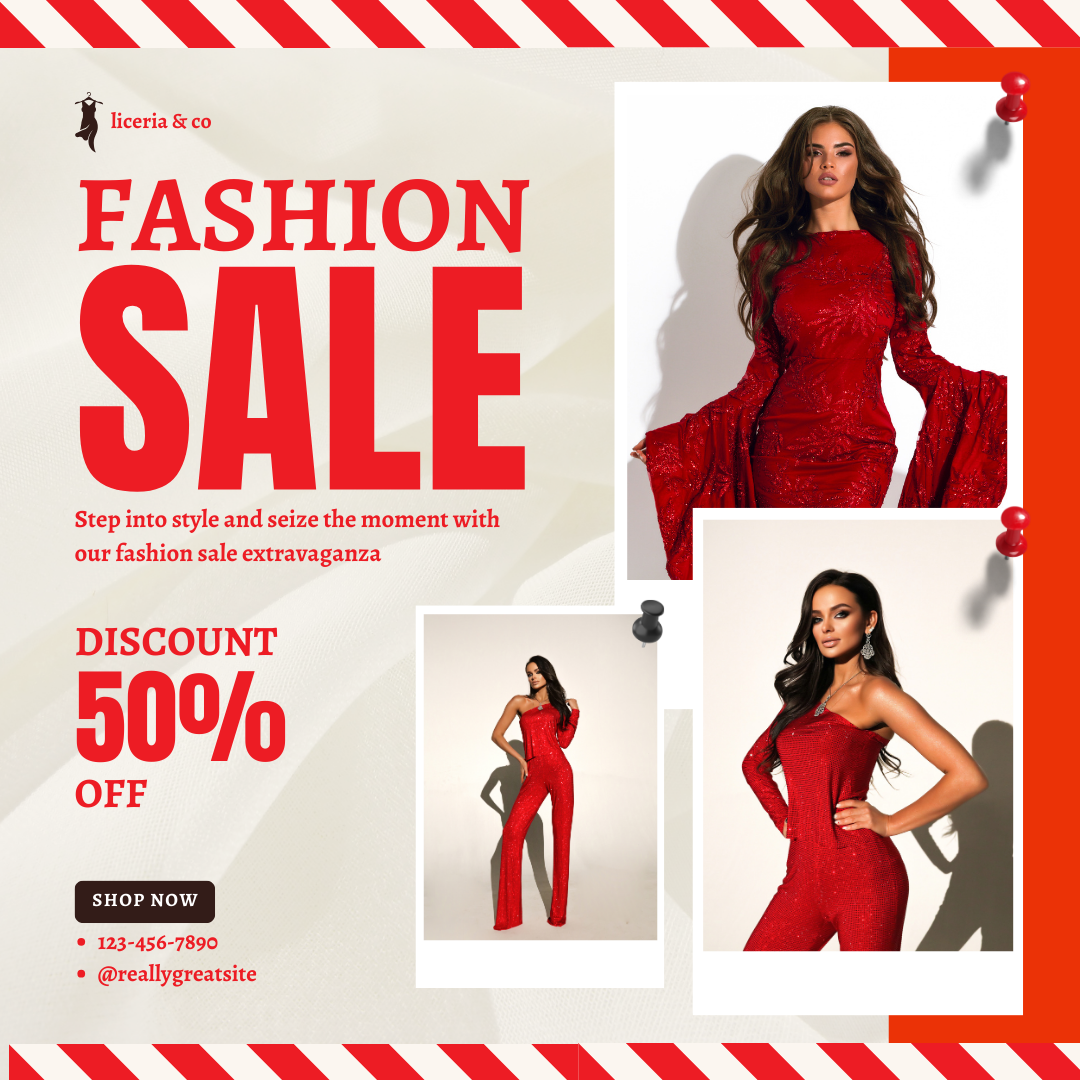 liceria & co
FASHION
SALE
Step into style and seize the moment with
our fashion sale extravaganza
DISCOUNT
50%
OFF
SHOP NOW
• 123-456-7890
• @reallygreatsite